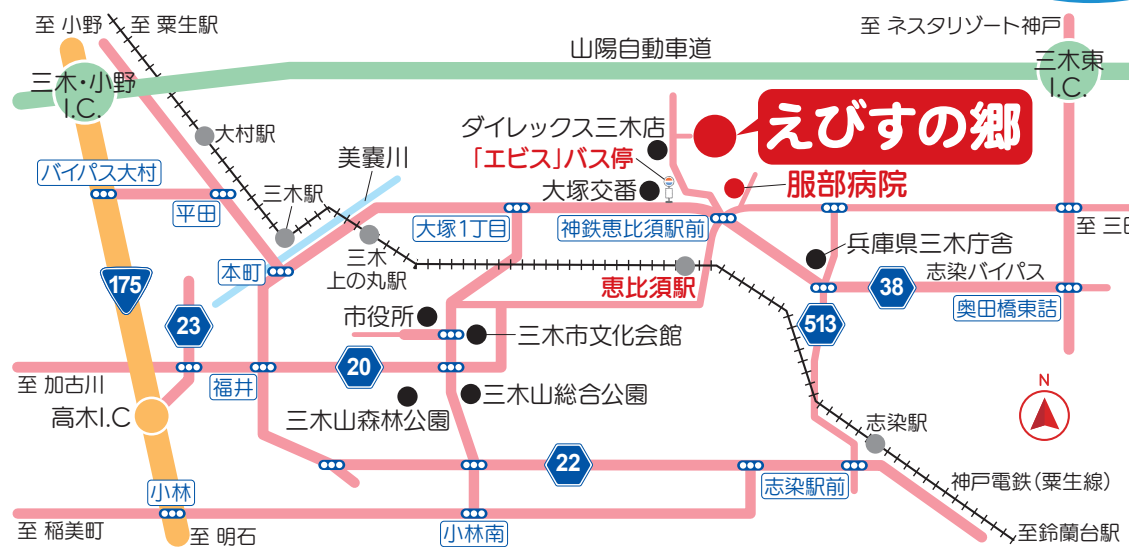 至 小野
至 粟生駅
至 ネスタリゾート神戸
山陽自動車道
三木・小野
I.C.
三木東
I.C.
大村駅
ダイレックス三木店
えびすの郷
美嚢川
「エビス」バス停
バイパス大村
三木駅
大塚交番
服部病院
平田
大塚1丁目
神鉄恵比須駅前
至 三田
兵庫県三木庁舎
三木
上の丸駅
本町
志染バイパス
175
恵比須駅
38
奥田橋東詰
23
市役所
513
三木市文化会館
20
至 加古川
福井
三木山総合公園
N
高木I.C
三木山森林公園
志染駅
22
神戸電鉄(粟生線)
小林
志染駅前
至 稲美町
至 明石
小林南
至鈴蘭台駅